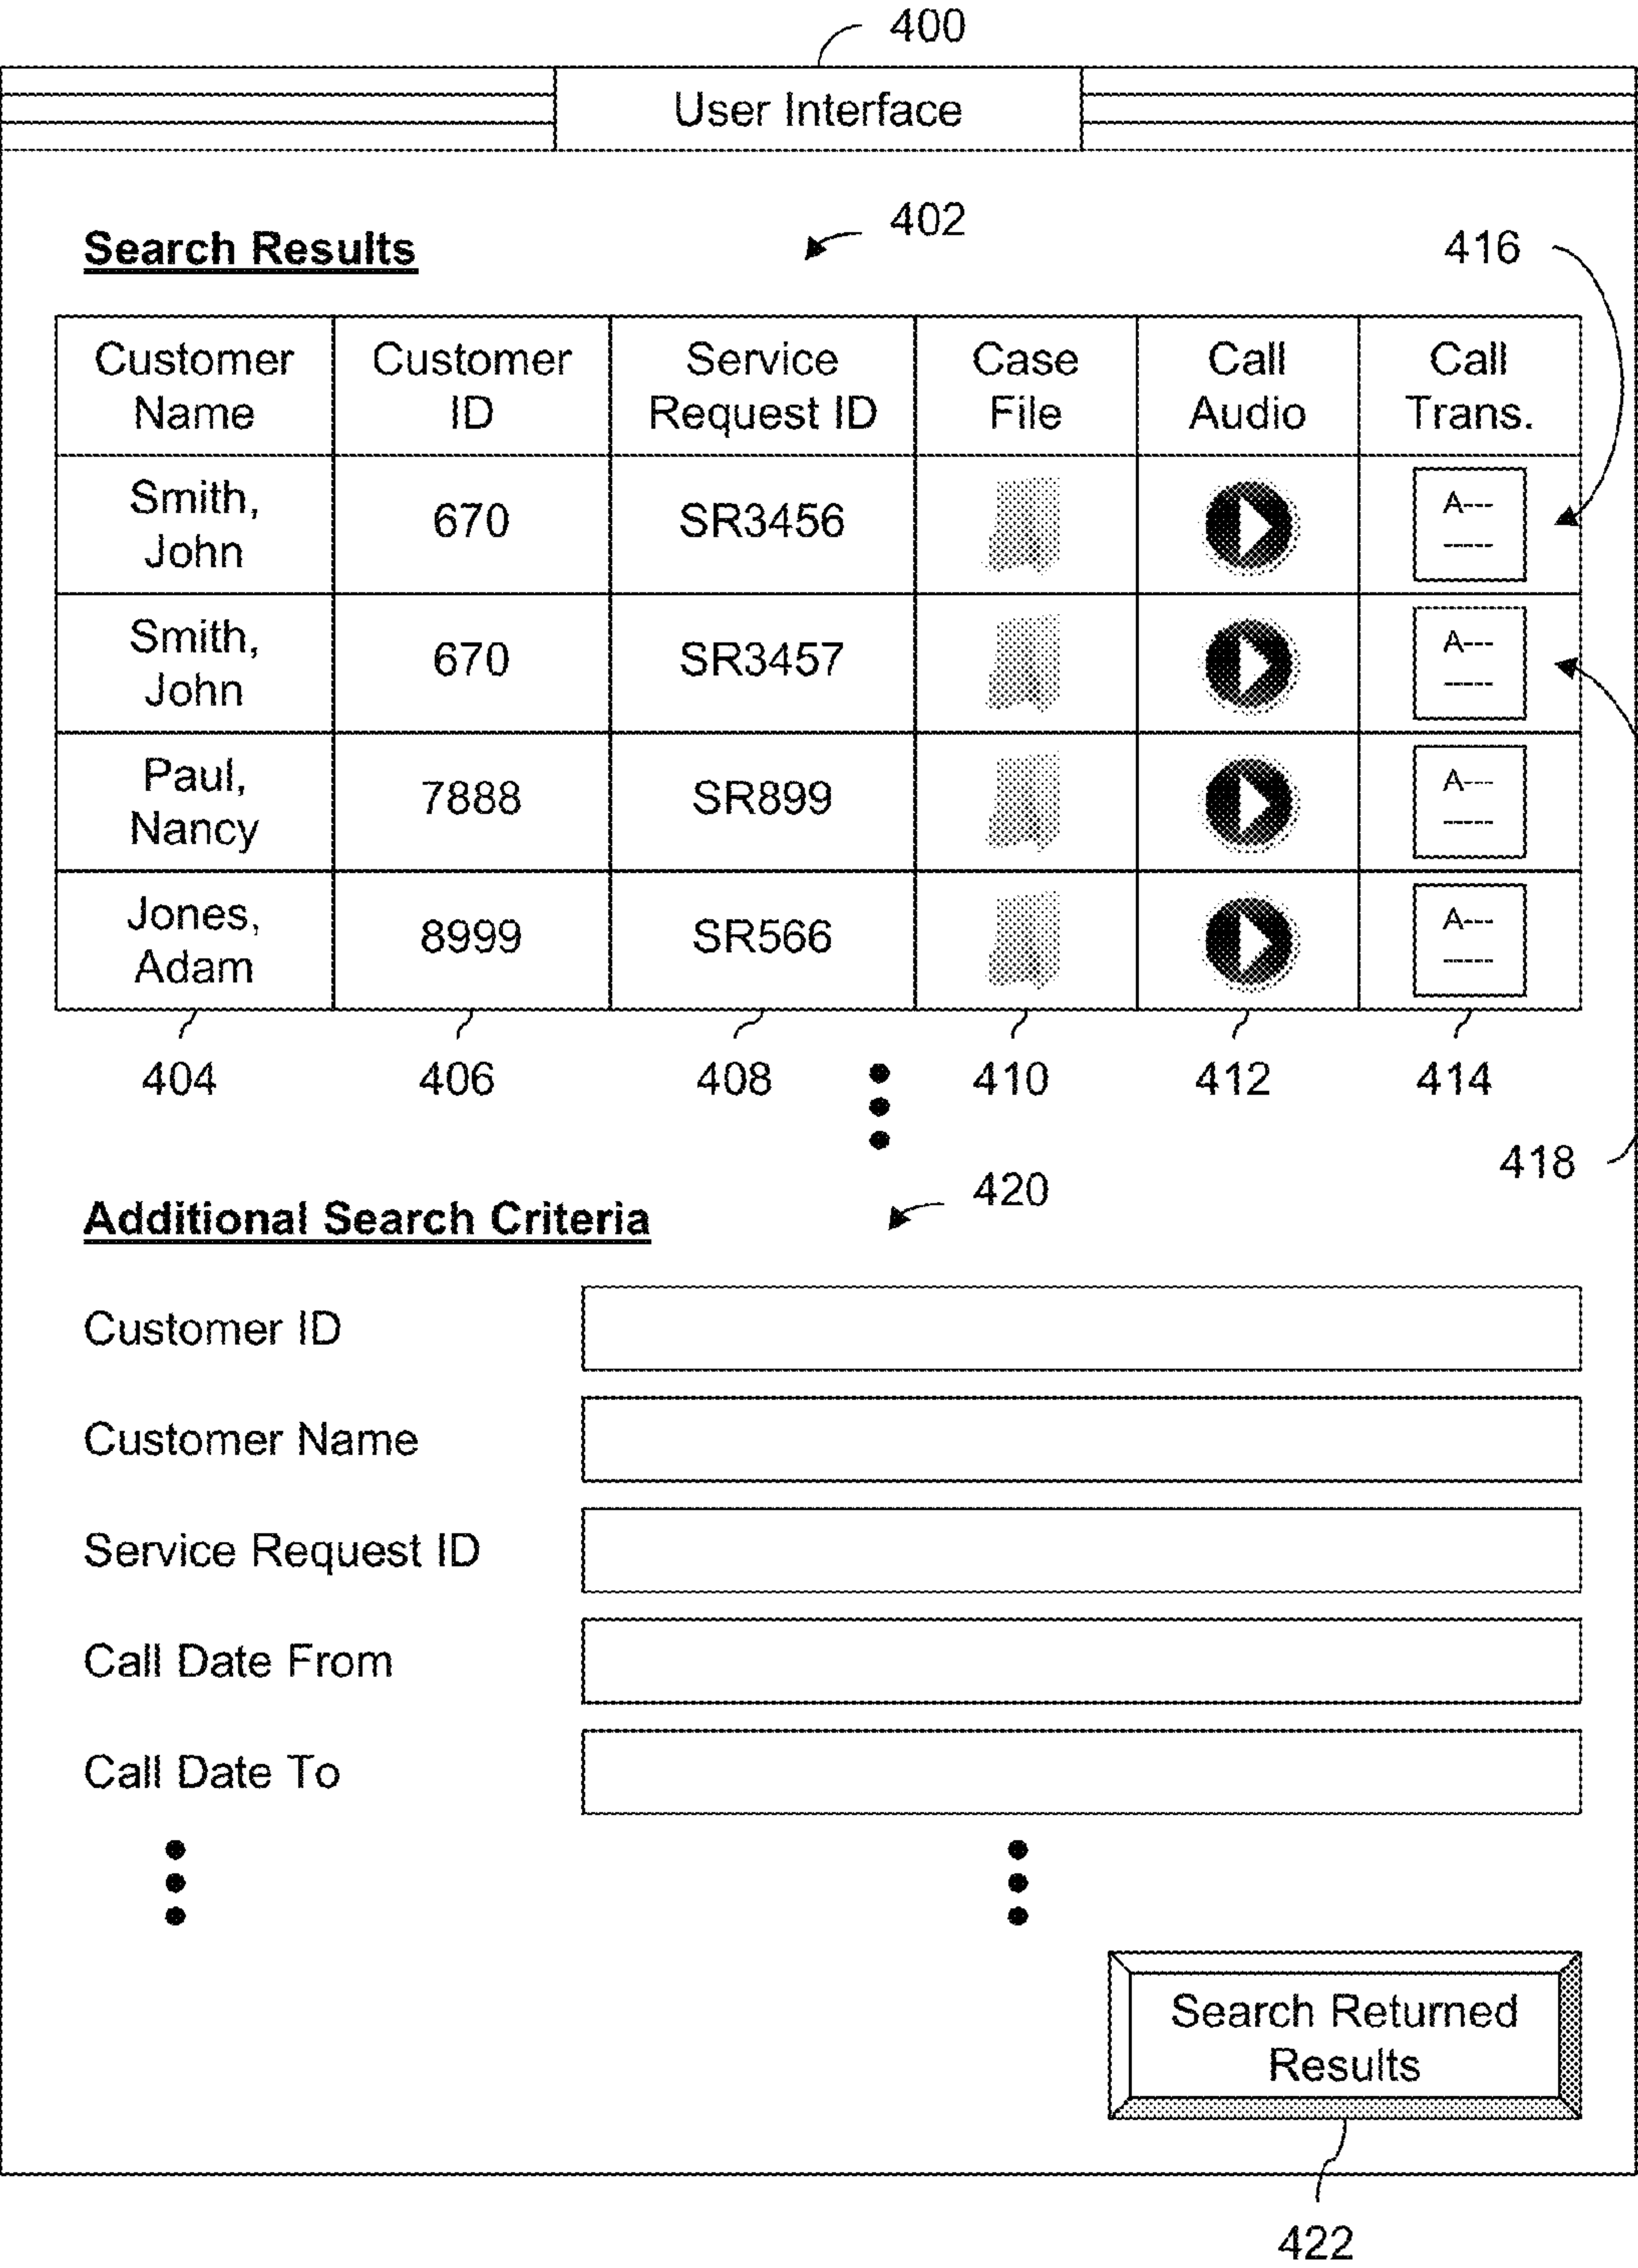 400
User Interface
402
Search Results
416
Customer Name Customer ID Service Request ID Case File Call Audio Call Trans.
Smith, John 670 SR3456 A---
-----
Smith, John 670 SR3457 A---
-----
Paul, Nancy 7888 SR899 A---
-----
Jones, Adam 8999 SR566 A---
-----
404 406 408 410 412 414
418
420
Additional Search Criteria
Customer ID
Customer Name
Service Request ID
Call Date From
Call Date To
Search Returned
Results
422